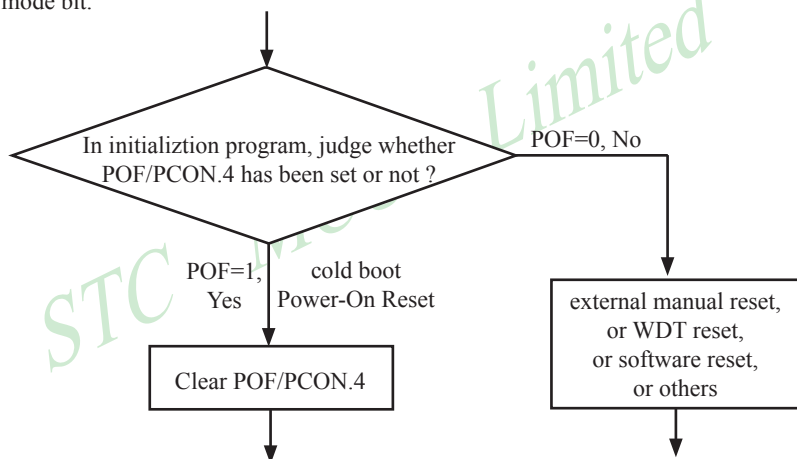 mode bit.
In initializtion program, judge whether
POF/PCON.4 has been set or not ?
POF=0, No
POF=1,
Yes
cold boot
Power-On Reset
Clear POF/PCON.4
external manual reset,
or WDT reset,
or software reset,
or others
STC
Limited